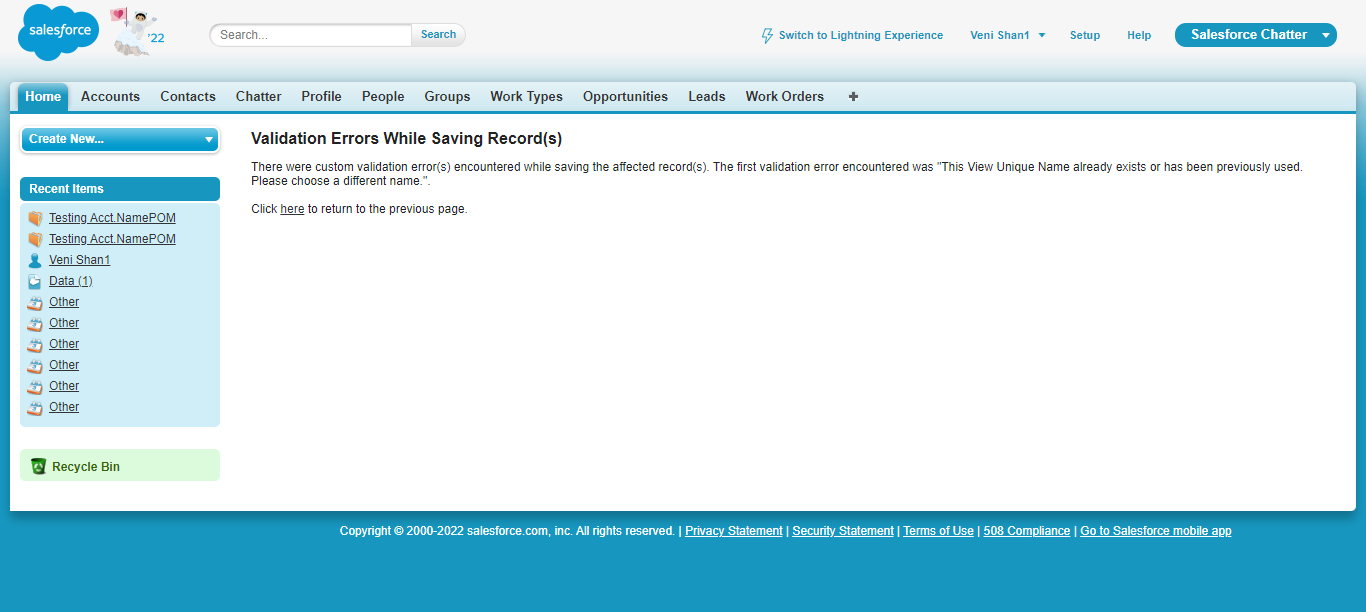 salesforce
'22
Search...
Search
Switch to Lightning Experience
Veni Shan1
Setup
Help
Salesforce Chatter
Home
Accounts
Contacts
Chatter
Profile
People
Groups
Work Types
Opportunities
Leads
Work Orders
+
Create New...
Recent Items
Testing Acct.NamePOM
Testing Acct.NamePOM
Veni Shan1
Data (1)
Other
Other
Other
Other
Other
Other
Recycle Bin
Validation Errors While Saving Record(s)
There were custom validation error(s) encountered while saving the affected record(s). The first validation error encountered was "This View Unique Name already exists or has been previously used.
Please choose a different name.".
Click here to return to the previous page.
Copyright © 2000-2022 salesforce.com, inc. All rights reserved. | Privacy Statement | Security Statement | Terms of Use | 508 Compliance | Go to Salesforce mobile app